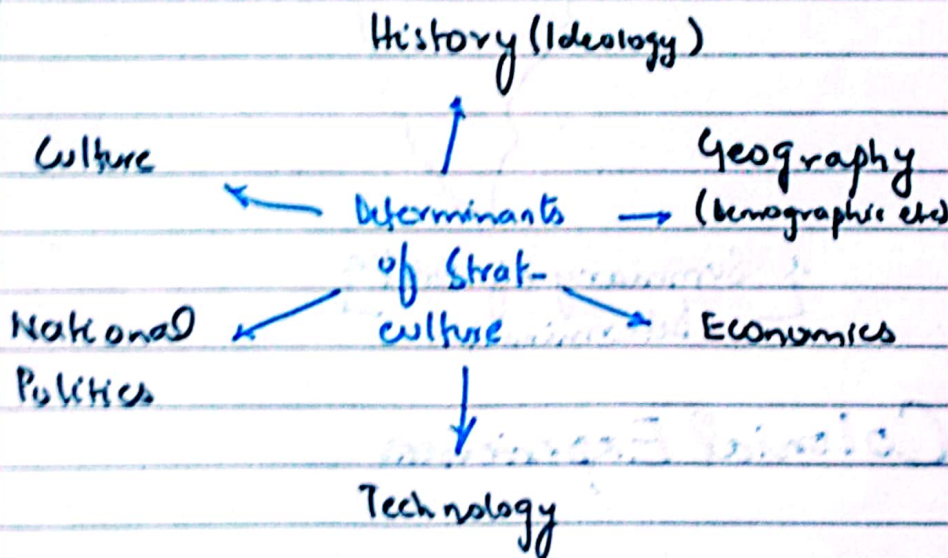 History (Ideology)
Culture
Geography
(Demographic etc)
Determinants
of Strat-
culture
National
Politics
Economics
Technology